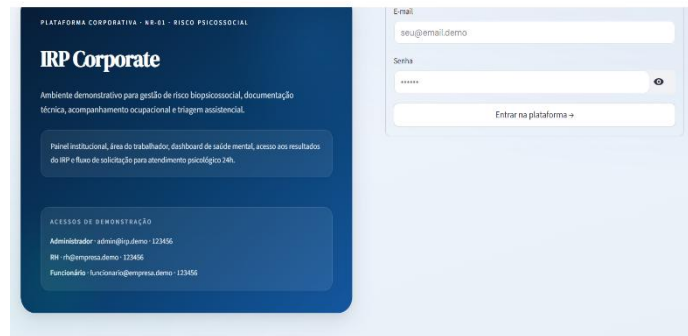 PLATAFORMA CORPORATIVA · NR-01 · RISCO PSICOSSOCIAL
IRP Corporate
Ambiente demonstrativo para gestão de risco biopsicossocial, documentação
técnica, acompanhamento ocupacional e triagem assistencial.
Painel institucional, área do trabalhador, dashboard de saúde mental, acesso aos resultados
do IRP e fluxo de solicitação para atendimento psicológico 24h.
ACESSOS DE DEMONSTRAÇÃO
Administrador · admin@irp.demo · 123456
RH · rh@empresa.demo · 123456
Funcionário · funcionario@empresa.demo · 123456
E-mail
seu@email.demo
Senha
••••••
Entrar na plataforma →